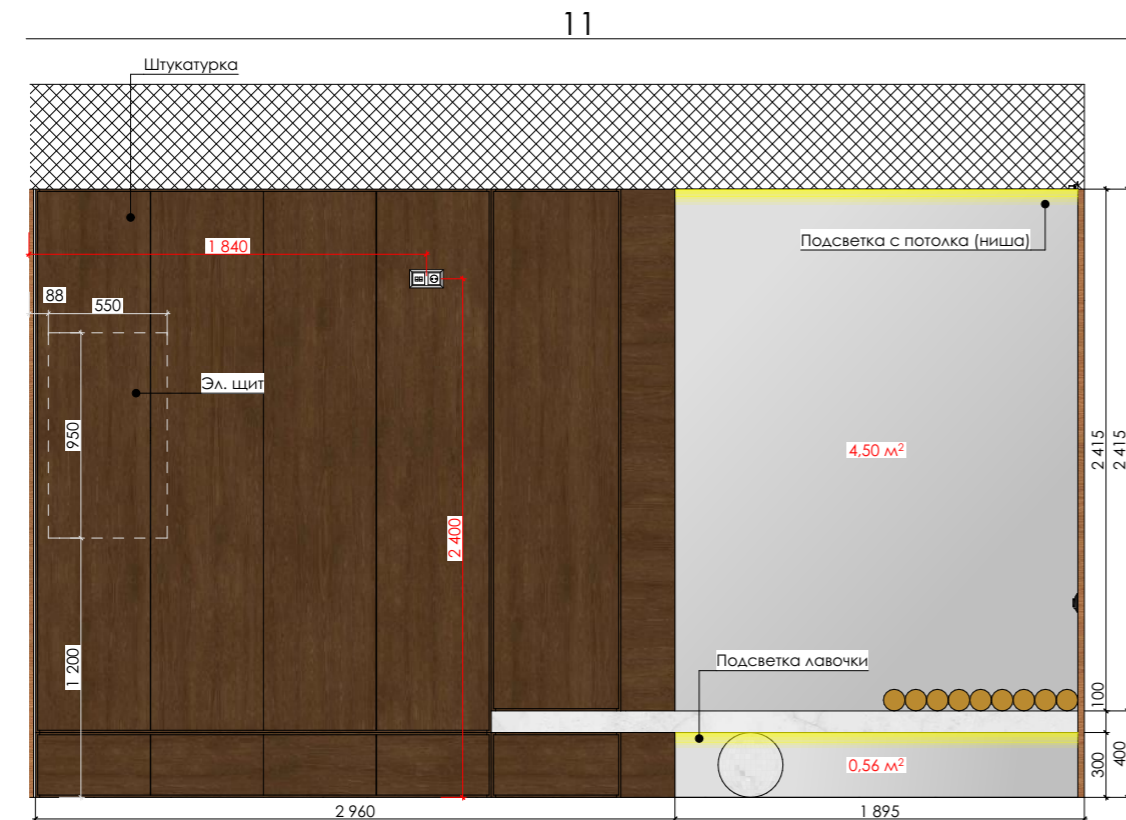 11
Штукатурка
Подсветка с потолка (ниша)
1 840
88
550
Эл. щит
950
4,50 м²
2 415
2 415
2 400
1 200
Подсветка лавочки
100
0,56 м²
300
400
2 960
1 895